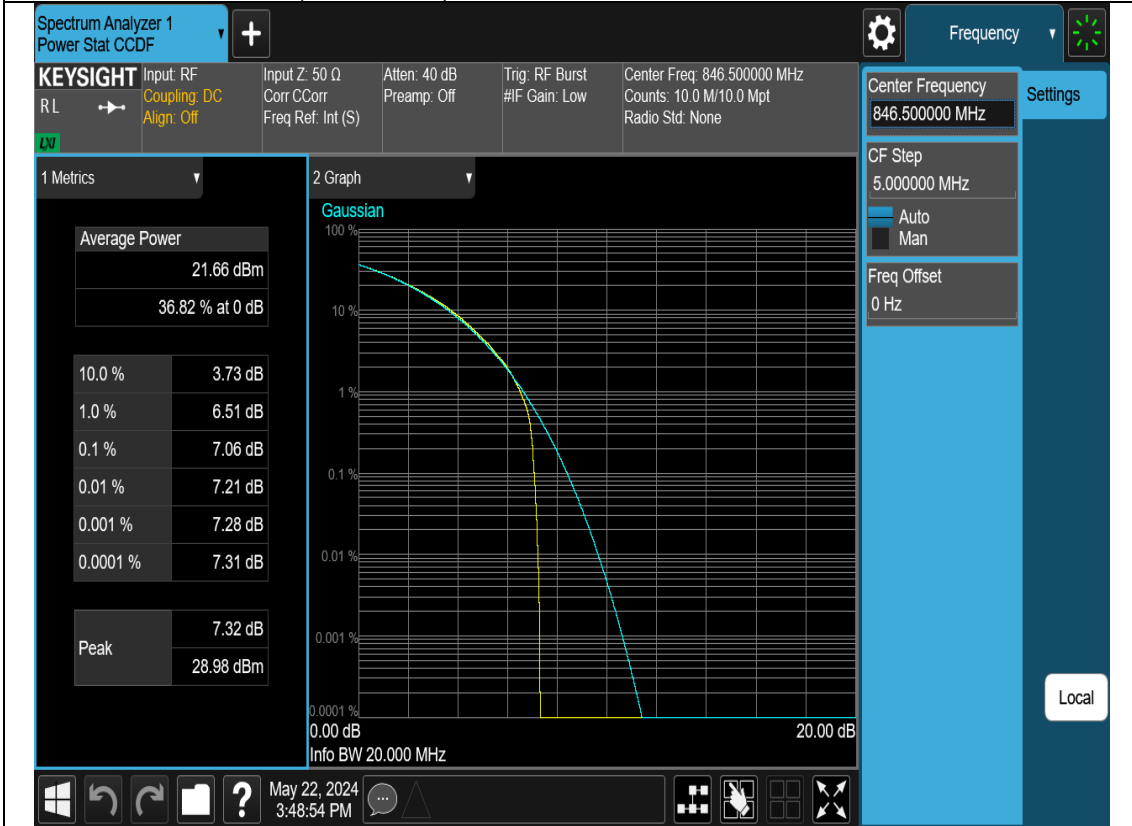 Spectrum Analyzer 1
Power Stat CCDF
+
Frequency
KEYSIGHT
RL
LXI
Input: RF
Coupling: DC
Align: Off
Input Z: 50 Ω
Corr CCorr
Freq Ref: Int (S)
Atten: 40 dB
Preamp: Off
Trig: RF Burst
#IF Gain: Low
Center Freq: 846.500000 MHz
Counts: 10.0 M/10.0 Mpt
Radio Std: None
Center Frequency
846.500000 MHz
Settings
CF Step
5.000000 MHz
Auto
Man
Freq Offset
0 Hz
Local
1 Metrics
Average Power
21.66 dBm
36.82 % at 0 dB
10.0 % 3.73 dB
1.0 % 6.51 dB
0.1 % 7.06 dB
0.01 % 7.21 dB
0.001 % 7.28 dB
0.0001 % 7.31 dB
Peak
7.32 dB
28.98 dBm
2 Graph
Gaussian
100 %
10 %
1 %
0.1 %
0.01 %
0.001 %
0.0001 %
0.00 dB 20.00 dB
Info BW 20.000 MHz
?
May 22, 2024
3:48:54 PM